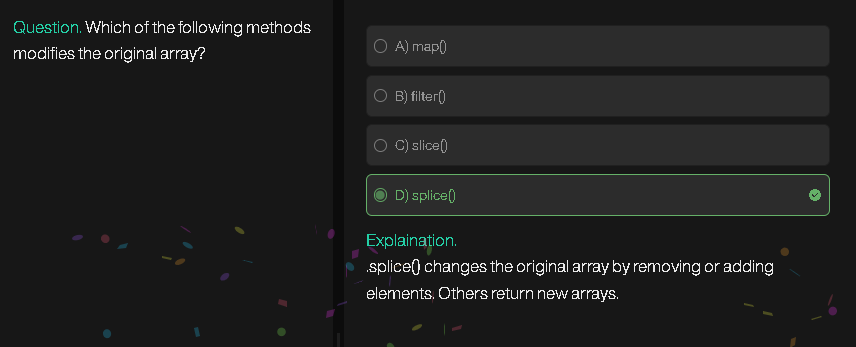 Question. Which of the following methods
modifies the original array?
A) map()
B) filter()
C) slice()
D) splice()
Explaination.
.splice() changes the original array by removing or adding
elements, Others return new arrays.